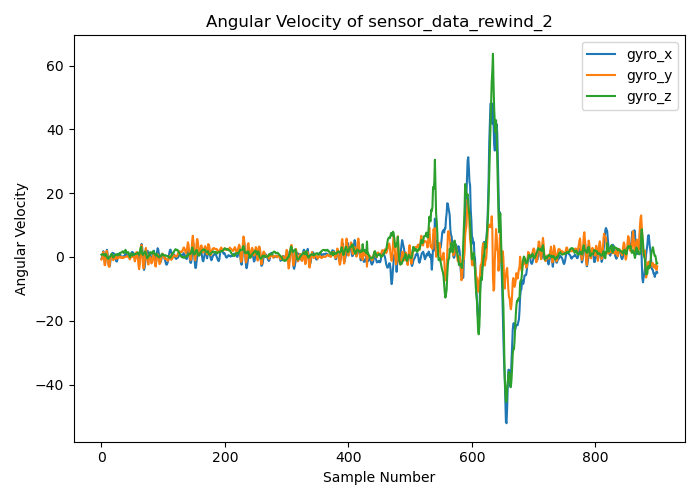 Angular Velocity of sensor_data_rewind_2
gyro_x
gyro_y
gyro_z
60
40
20
0
−20
−40
Angular Velocity
0 200 400 600 800
Sample Number